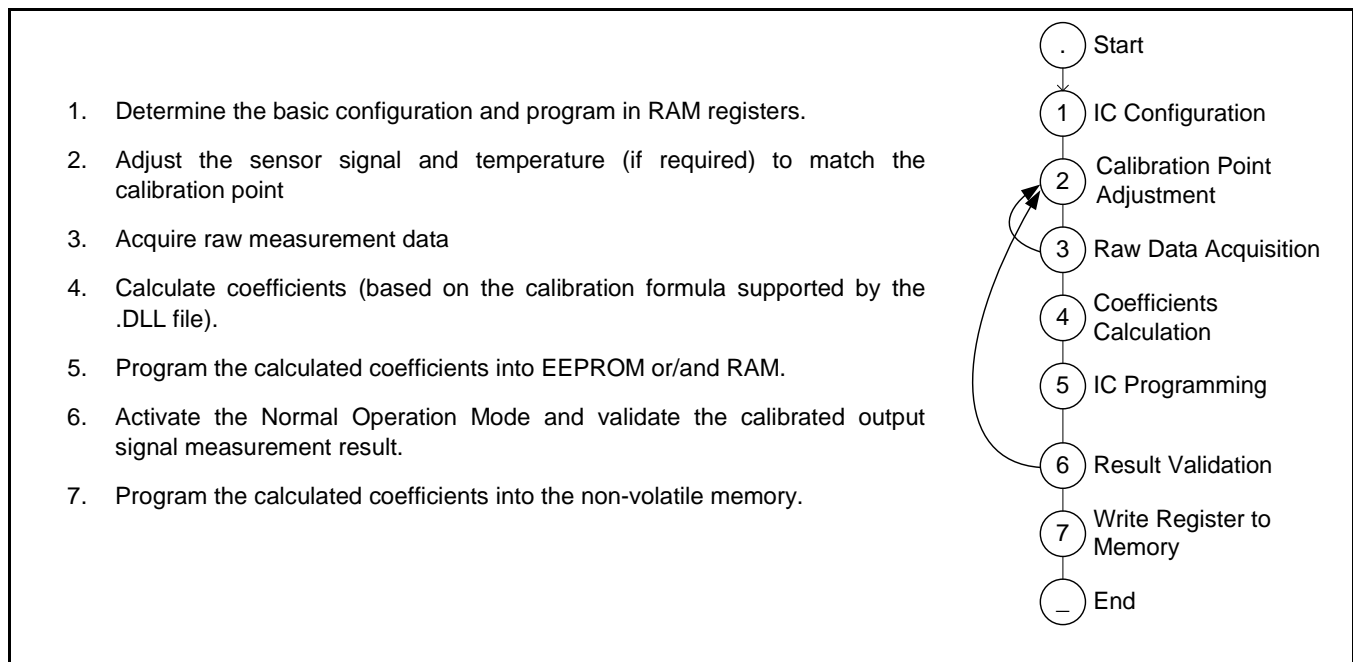 1. Determine the basic configuration and program in RAM registers.
2. Adjust the sensor signal and temperature (if required) to match the
calibration point
3. Acquire raw measurement data
4. Calculate coefficients (based on the calibration formula supported by the
.DLL file).
5. Program the calculated coefficients into EEPROM or/and RAM.
6. Activate the Normal Operation Mode and validate the calibrated output
signal measurement result.
7. Program the calculated coefficients into the non-volatile memory.
. Start
1 IC Configuration
2 Calibration Point
Adjustment
3 Raw Data Acquisition
4 Coefficients
Calculation
5 IC Programming
6 Result Validation
7 Write Register to
Memory
_ End